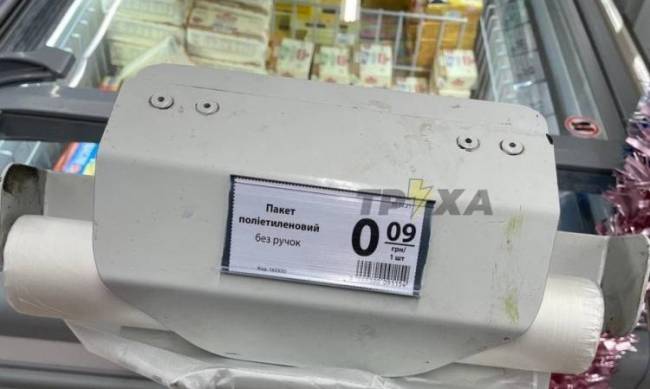 ТРУХА
Пакет
поліетиленовий
без ручок
0 09
грн/
1 шт